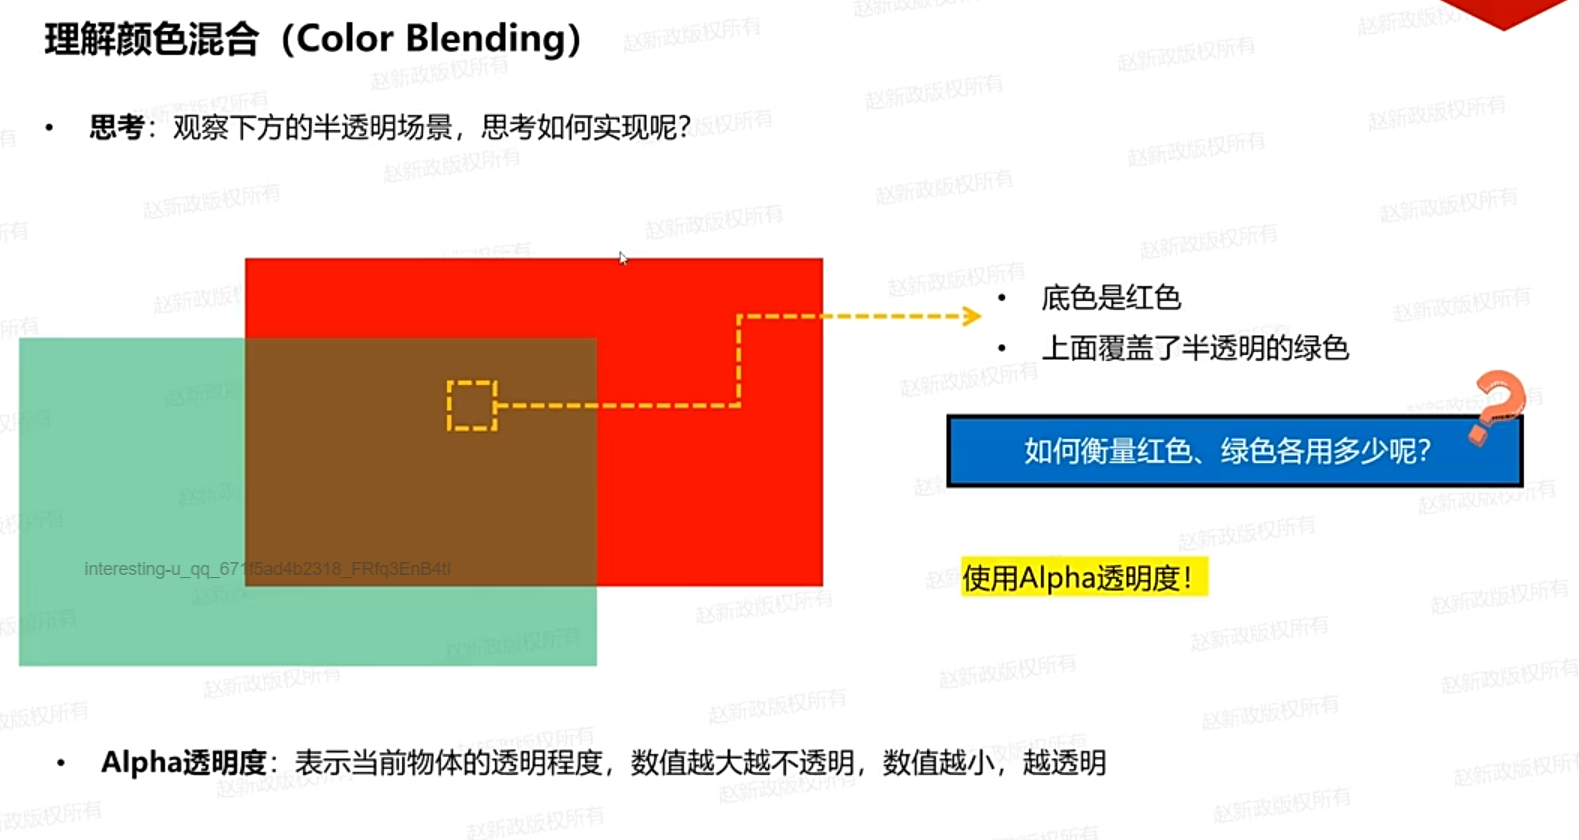 理解颜色混合（Color Blending）
• 思考：观察下方的半透明场景，思考如何实现呢？
• 底色是红色
• 上面覆盖了半透明的绿色
如何衡量红色、绿色各用多少呢？
使用Alpha透明度！
interesting-u_qq_671f5ad4b2318_FRfq3EnB4tI
• Alpha透明度：表示当前物体的透明程度，数值越大越不透明，数值越小，越透明
赵新政版权所有